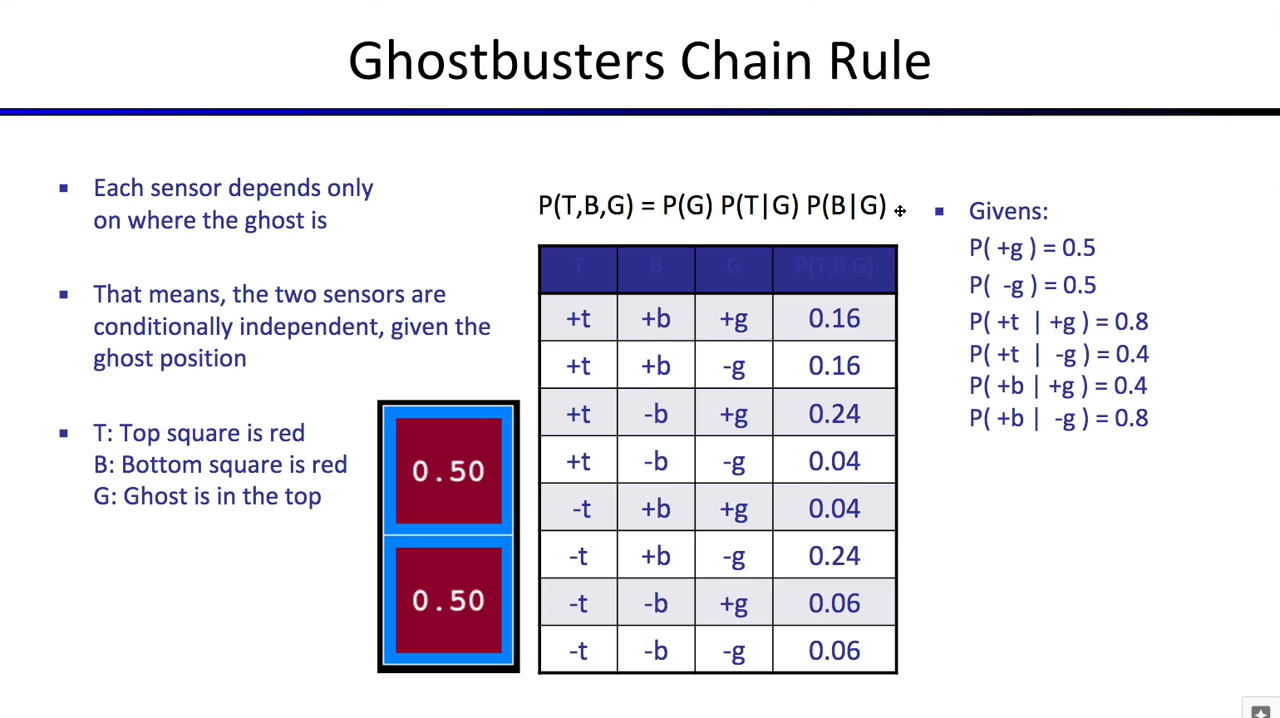 Ghostbusters Chain Rule
▪ Each sensor depends only
on where the ghost is
▪ That means, the two sensors are
conditionally independent, given the
ghost position
▪ T: Top square is red
B: Bottom square is red
G: Ghost is in the top
0.50
0.50
P(T,B,G) = P(G) P(T|G) P(B|G)
T B G P(T,B,G)
+t +b +g 0.16
+t +b -g 0.16
+t -b +g 0.24
+t -b -g 0.04
-t +b +g 0.04
-t +b -g 0.24
-t -b +g 0.06
-t -b -g 0.06
▪ Givens:
P( +g ) = 0.5
P( -g ) = 0.5
P( +t | +g ) = 0.8
P( +t | -g ) = 0.4
P( +b | +g ) = 0.4
P( +b | -g ) = 0.8